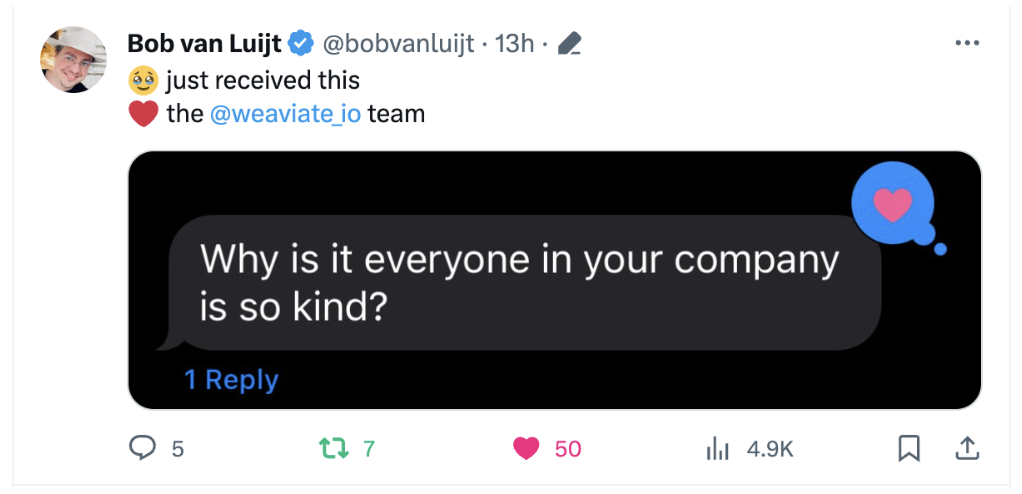 Bob van Luijt @bobvanluijt · 13h ·
🥹 just received this
❤️ the @weaviate_io team
Why is it everyone in your company
is so kind?
1 Reply
5 7 50 4.9K